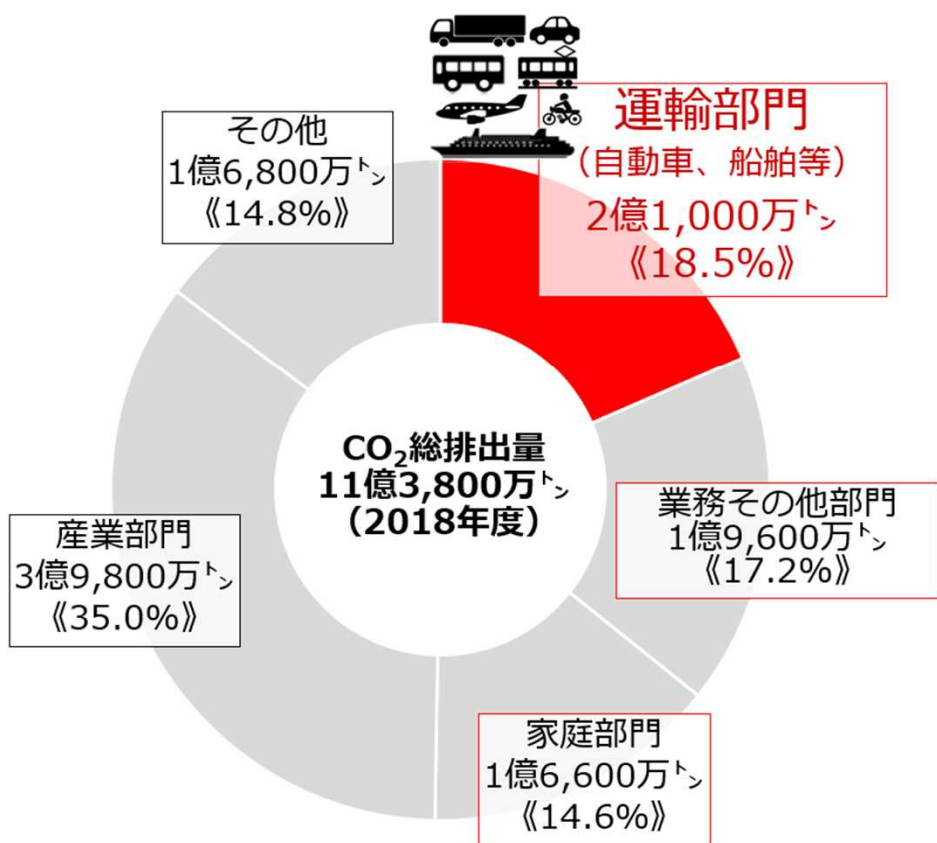 運輸部門
(自動車、船舶等)
2億1,000万㌧
《18.5%》
その他
1億6,800万㌧
《14.8%》
CO₂総排出量
11億3,800万㌧
(2018年度)
業務その他部門
1億9,600万㌧
《17.2%》
産業部門
3億9,800万㌧
《35.0%》
家庭部門
1億6,600万㌧
《14.6%》